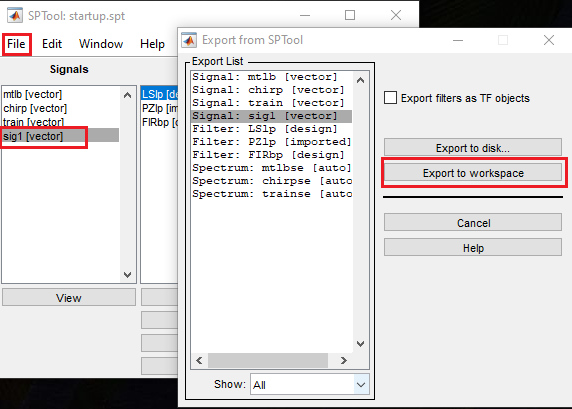 SPTool: startup.spt
File Edit Window Help
Signals
mtlb [vector]
chirp [vector]
train [vector]
sig1 [vector]
LSlp [de
PZlp [im
FIRbp [d
View
Export from SPTool
Export List
Signal: mtlb [vector]
Signal: chirp [vector]
Signal: train [vector]
Signal: sig1 [vector]
Filter: LSlp [design]
Filter: PZlp [imported]
Filter: FIRbp [design]
Spectrum: mtlbse [auto]
Spectrum: chirpse [auto
Spectrum: trainse [auto
Show: All
Export filters as TF objects
Export to disk...
Export to workspace
Cancel
Help